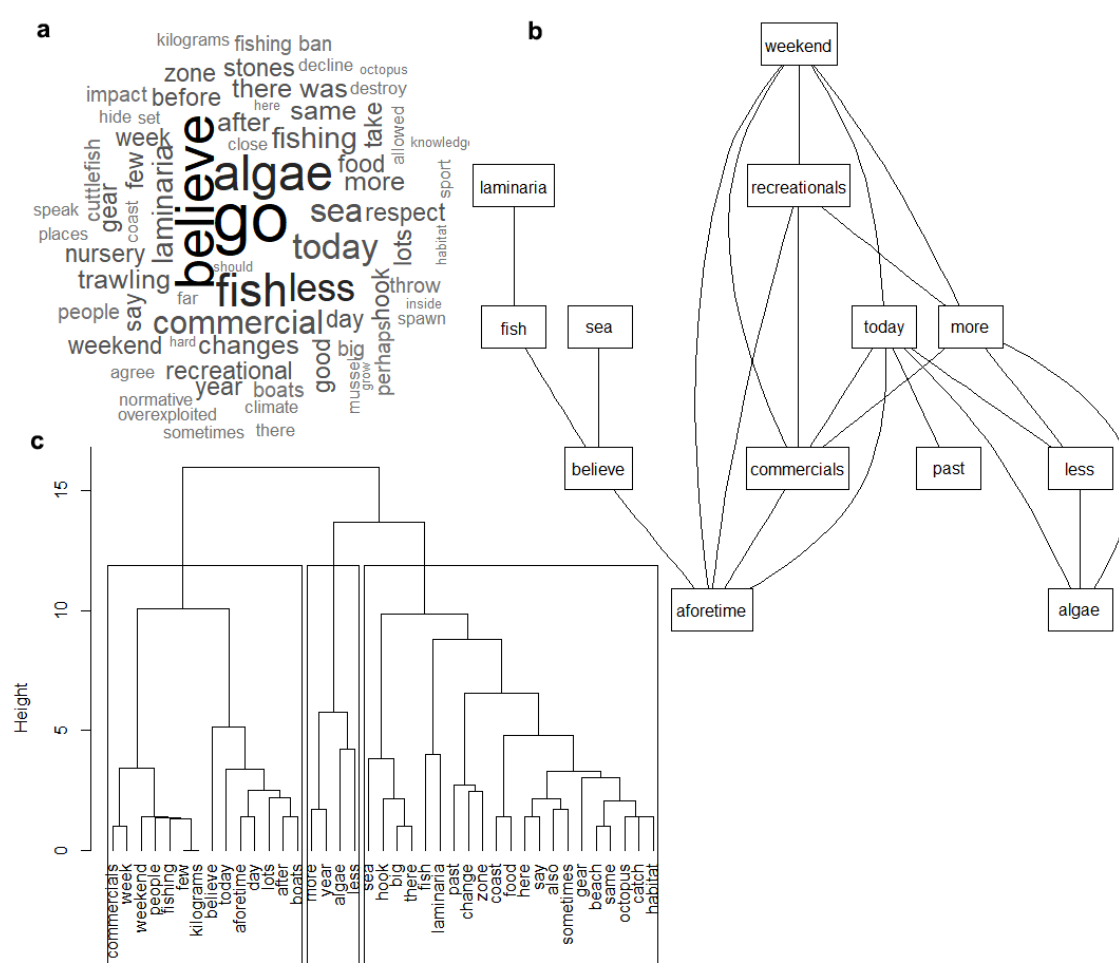 a
kilograms fishing ban
zone stones decline octopus
impact before there was destroy
here
hide set
after same take allowed
week close fishing knowledge
cuttlefish gear coast few laminaria believe algae food
more sport
speak
places
go sea respect
habitat
nursery today lots
should
trawling fish less hook throw
far
inside
people say commercial day perhaps spawn
weekend hard changes good big
agree recreational mussel grow
year boats
normative climate
overexploited
sometimes there
b
weekend
laminaria recreationals
fish sea today more
believe commercials past less
aforetime algae
c
Height
15
10
5
0
commercials
week
weekend
people
fishing
few
kilograms
believe
today
aforetime
day
lots
after
boats
more
year
algae
less
sea
hook
big
there
fish
laminaria
past
change
zone
coast
food
here
say
also
sometimes
gear
beach
same
octopus
catch
habitat